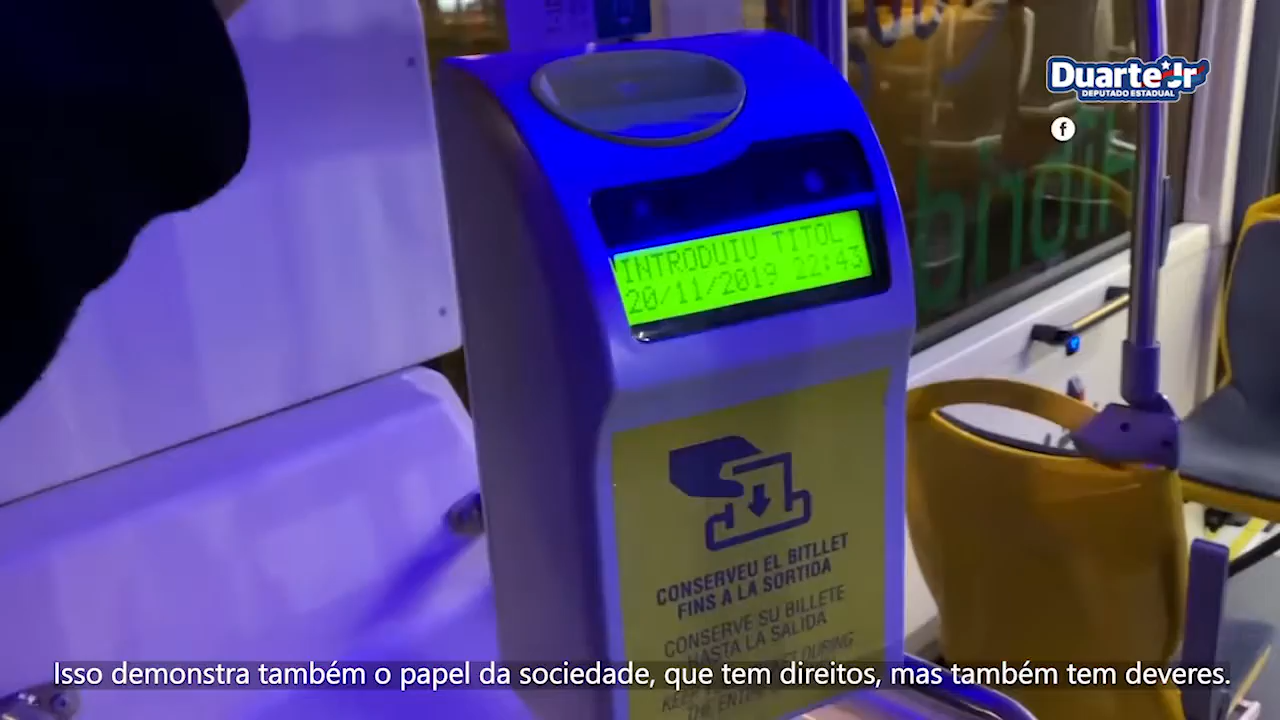 Duarte Jr
DEPUTADO ESTADUAL
INTRODUIU TITOL
20/11/2019 22:43
CONSERVEU EL BITLLET
FINS A LA SORTIDA
CONSERVE SU BILLETE
HASTA LA SALIDA
DURING
Isso demonstra também o papel da sociedade, que tem direitos, mas também tem deveres.